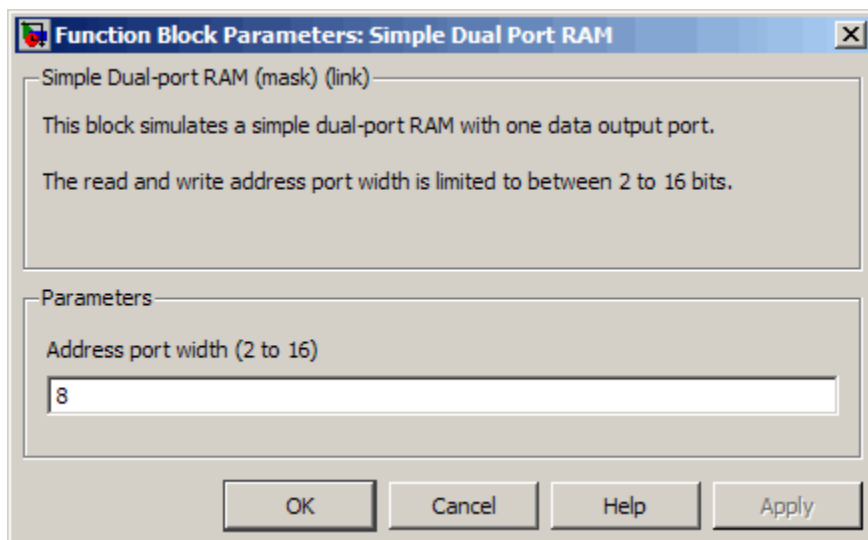 Function Block Parameters: Simple Dual Port RAM
Simple Dual-port RAM (mask) (link)
This block simulates a simple dual-port RAM with one data output port.
The read and write address port width is limited to between 2 to 16 bits.
Parameters
Address port width (2 to 16)
8
OK Cancel Help Apply